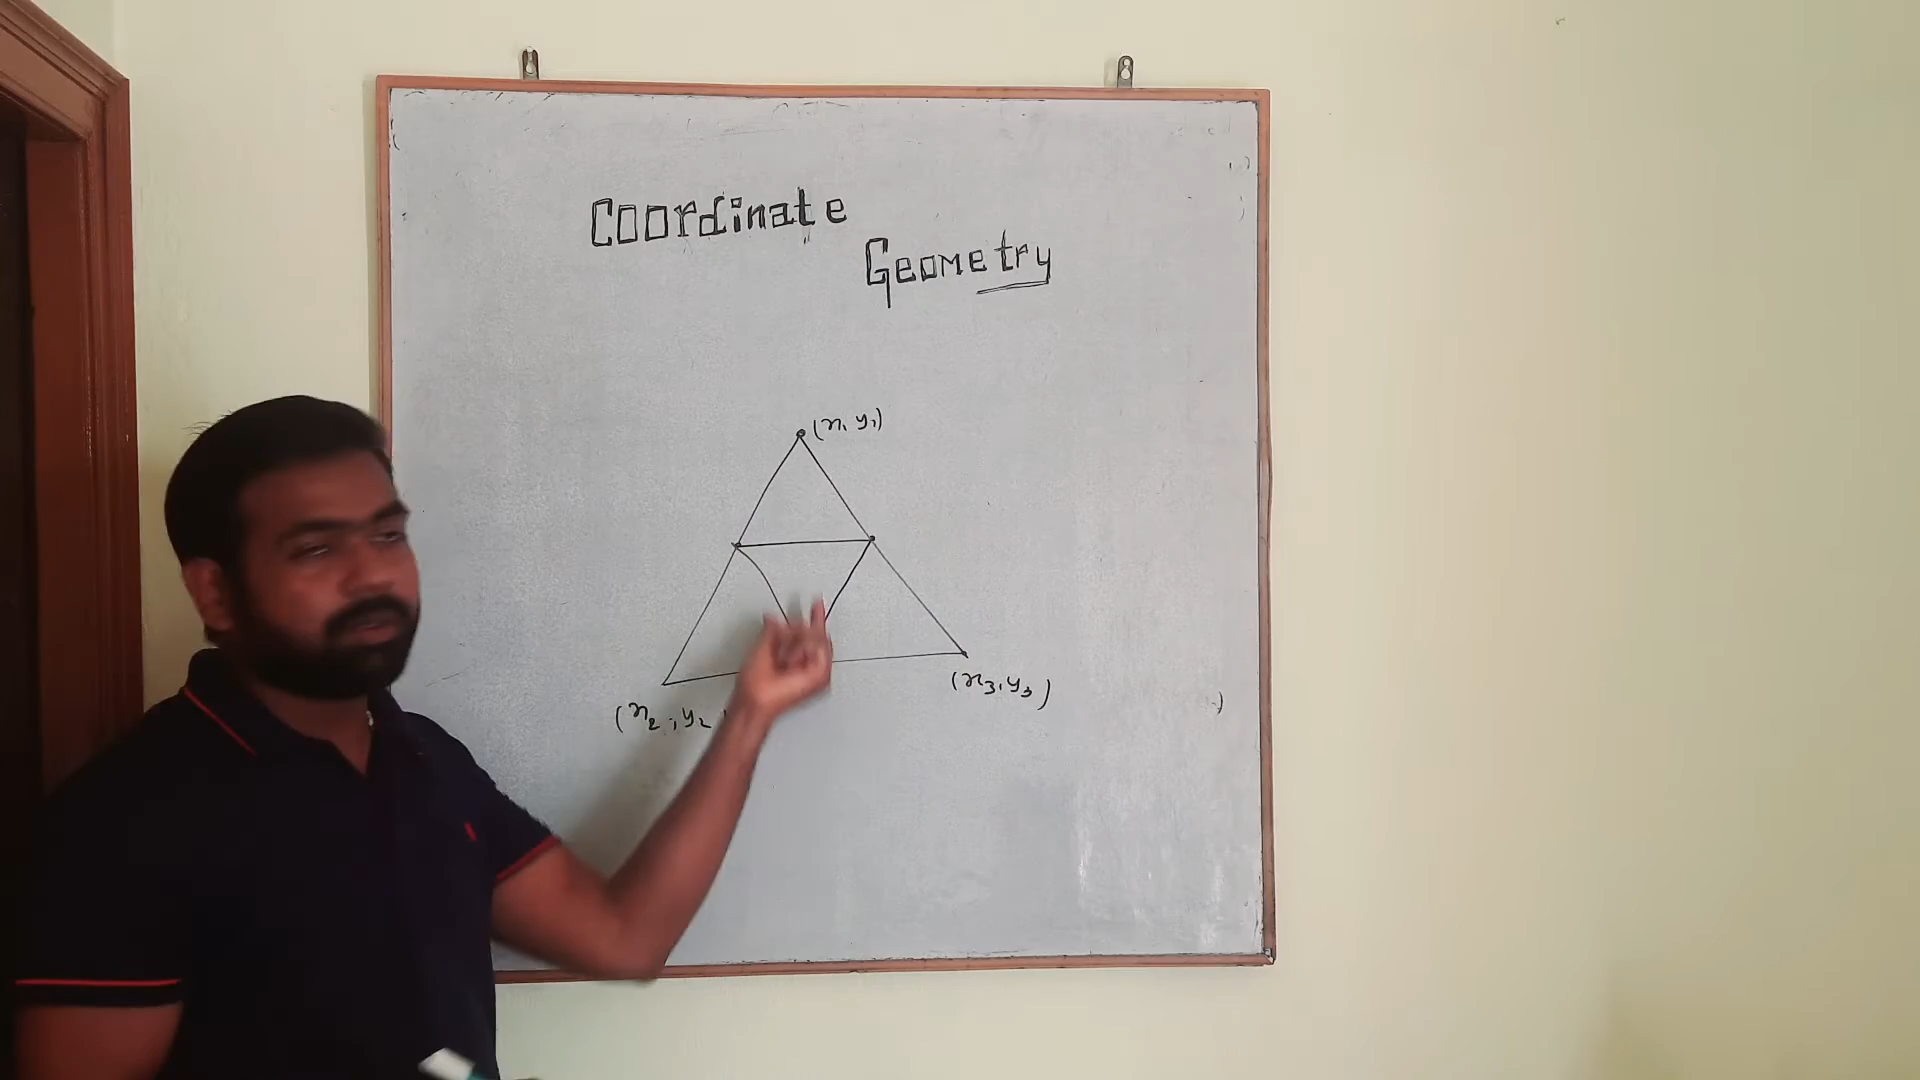 Coordinate
Geometry
(x₁ y₁)
(x₂, y₂
(x₃, y₃)